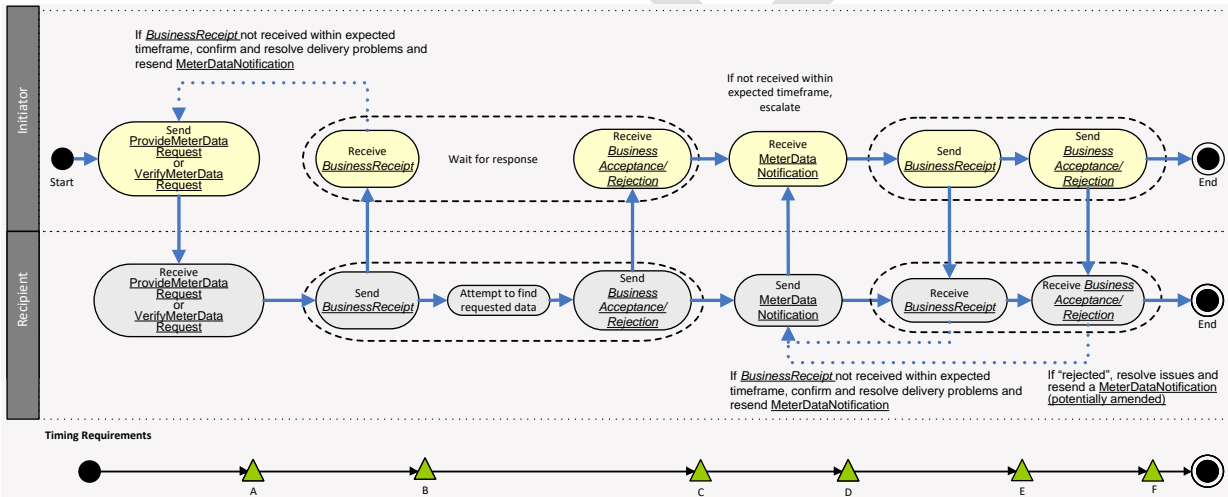 Initiator
If BusinessReceipt not received within expected
timeframe, confirm and resolve delivery problems and
resend MeterDataNotification
Start
Send
ProvideMeterData
Request
or
VerifyMeterData
Request
Receive
BusinessReceipt
Wait for response
Receive
Business
Acceptance/
Rejection
If not received within
expected timeframe,
escalate
Receive
MeterData
Notification
Send
BusinessReceipt
Send
Business
Acceptance/
Rejection
End
Recipient
Receive
ProvideMeterData
Request
or
VerifyMeterData
Request
Send
BusinessReceipt
Attempt to find
requested data
Send
Business
Acceptance/
Rejection
Send
MeterData
Notification
Receive
BusinessReceipt
Receive Business
Acceptance/
Rejection
End
If BusinessReceipt not received within expected
timeframe, confirm and resolve delivery problems and
resend MeterDataNotification
If “rejected”, resolve issues and
resend a MeterDataNotification
(potentially amended)
Timing Requirements
A
B
C
D
E
F